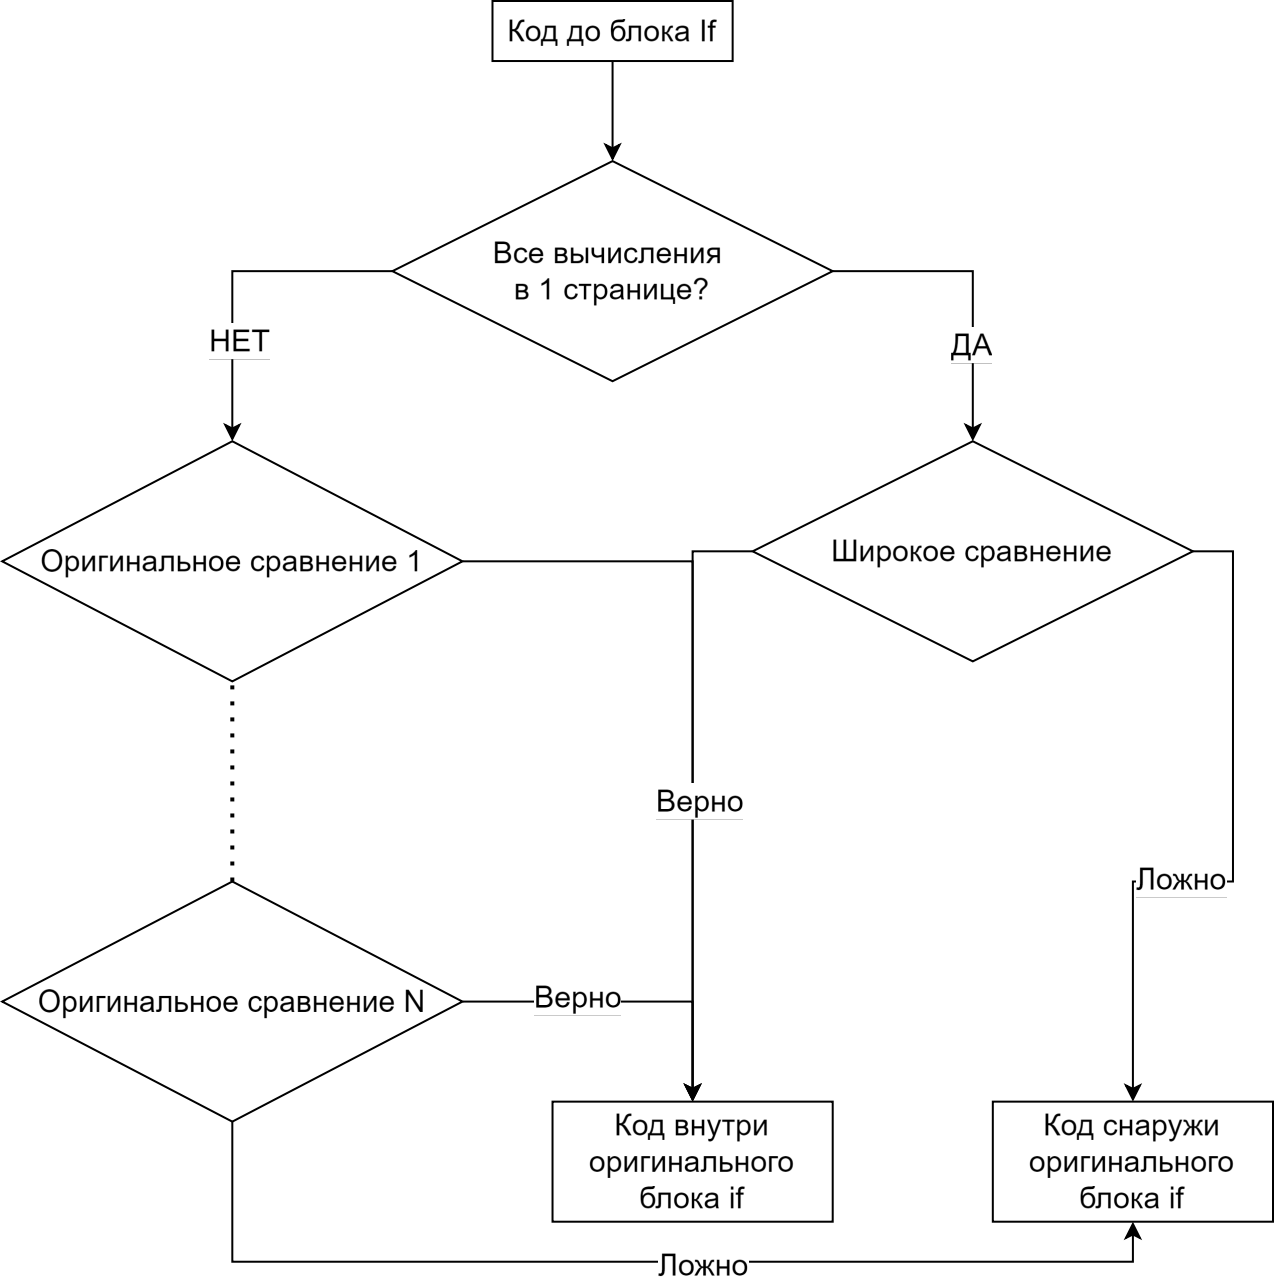 Код до блока If
Все вычисления
в 1 странице?
НЕТ
ДА
Оригинальное сравнение 1
Широкое сравнение
Верно
Ложно
Оригинальное сравнение N
Верно
Код внутри
оригинального
блока if
Код снаружи
оригинального
блока if
Ложно